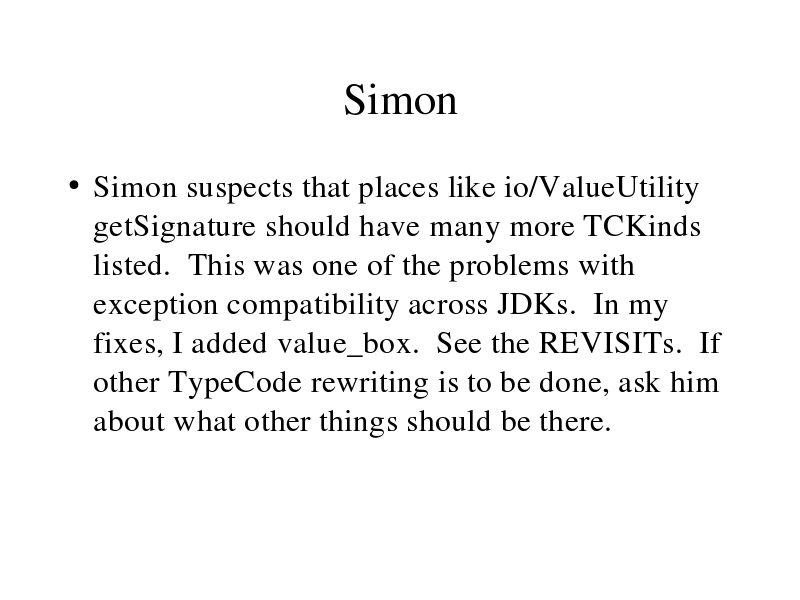 Simon
• Simon suspects that places like io/ValueUtility
getSignature should have many more TCKinds
listed.  This was one of the problems with
exception compatibility across JDKs.  In my
fixes, I added value_box.  See the REVISITs.  If
other TypeCode rewriting is to be done, ask him
about what other things should be there.